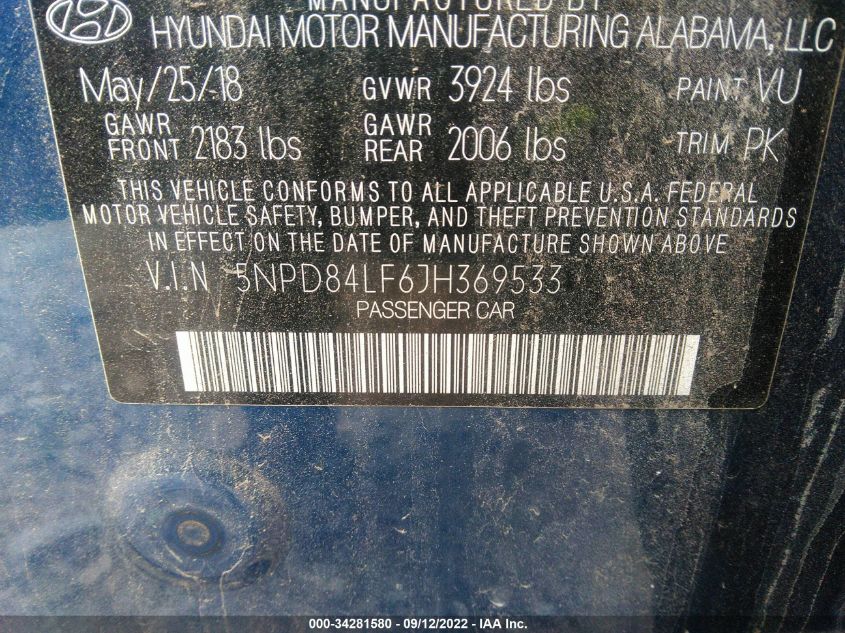 MANUFACTURED BY
HYUNDAI MOTOR MANUFACTURING ALABAMA, LLC
May/25/18 GVWR 3924 lbs PAINT VU
GAWR FRONT 2183 lbs GAWR REAR 2006 lbs TRIM PK
THIS VEHICLE CONFORMS TO ALL APPLICABLE U.S.A. FEDERAL
MOTOR VEHICLE SAFETY, BUMPER, AND THEFT PREVENTION STANDARDS
IN EFFECT ON THE DATE OF MANUFACTURE SHOWN ABOVE
V.I.N 5NPD84LF6JH369533
PASSENGER CAR
000-34281580 - 09/12/2022 - IAA Inc.